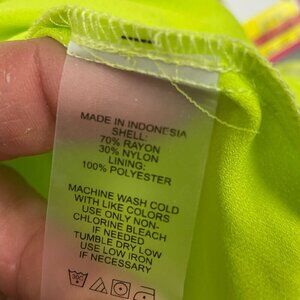 MADE IN INDONESIA
SHELL:
70% RAYON
30% NYLON
LINING:
100% POLYESTER
MACHINE WASH COLD
WITH LIKE COLORS
USE ONLY NON-
CHLORINE BLEACH
IF NEEDED
TUMBLE DRY LOW
USE LOW IRON
IF NECESSARY